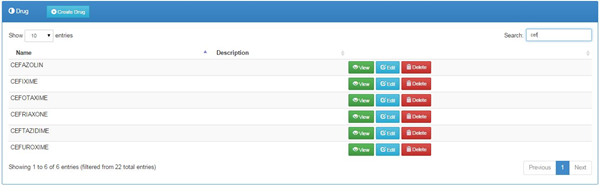 Drug Create Drug
Show 10 entries Search: cef
Name Description
CEFAZOLIN View Edit Delete
CEFIXIME View Edit Delete
CEFOTAXIME View Edit Delete
CEFRIAXONE View Edit Delete
CEFTAZIDIME View Edit Delete
CEFUROXIME View Edit Delete
Showing 1 to 6 of 6 entries (filtered from 22 total entries) Previous 1 Next